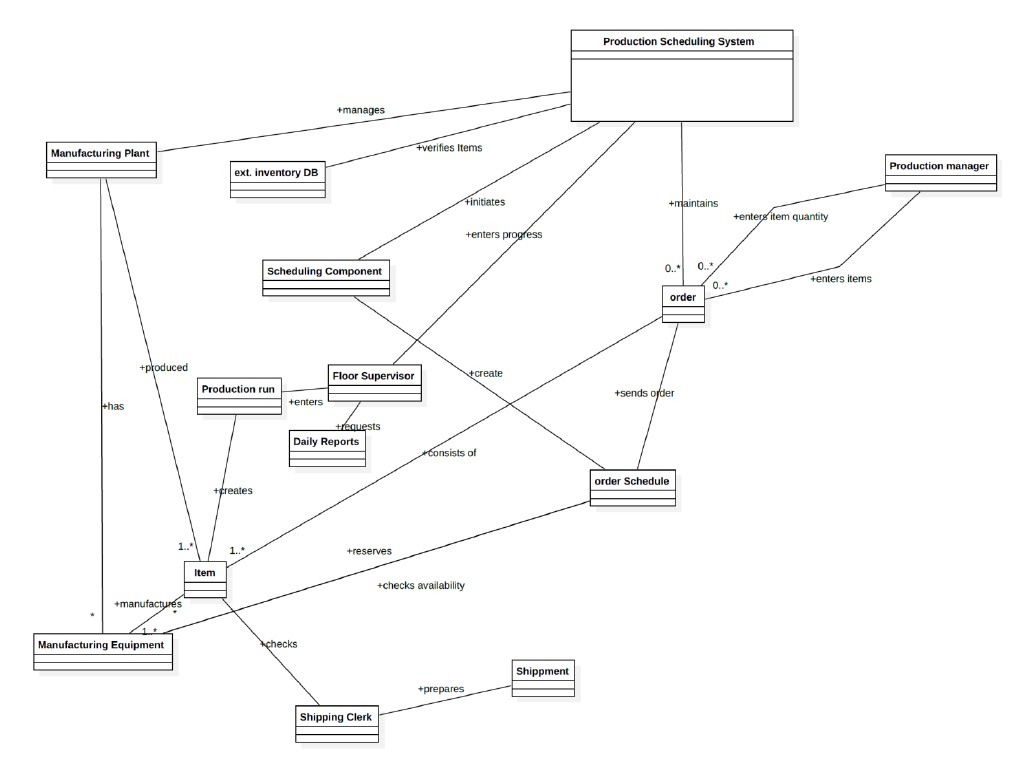 Production Scheduling System
+manages
+verifies Items
Manufacturing Plant
ext. inventory DB
Production manager
+initiates
+maintains
+enters item quantity
+enters progress
Scheduling Component
0..*
0..*
0..*
+enters items
order
+produced
Floor Supervisor
+create
Production run
+enters
+sends order
+has
+requests
Daily Reports
+consists of
order Schedule
+creates
1..*
1..*
+reserves
Item
+checks availability
+manufactures
*
*
1..*
Manufacturing Equipment
+checks
Shippment
+prepares
Shipping Clerk